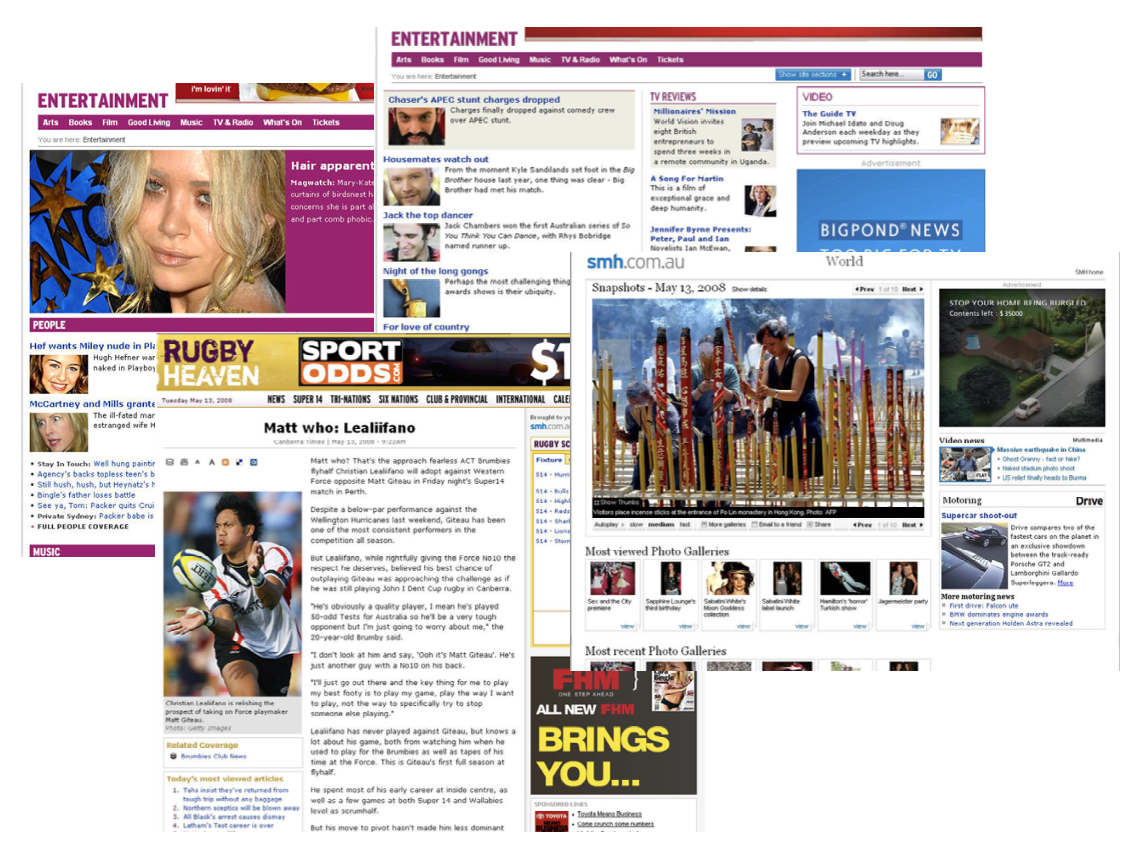 ENTERTAINMENT
Arts Books Film Good Living Music TV & Radio What's On Tickets
You are here: Entertainment
Show site sections +
Search here...
GO
Chaser's APEC stunt charges dropped
Charges finally dropped against comedy crew
over APEC stunt.
Housemates watch out
From the moment Kyle Sandilands set foot in the Big
Brother house last year, one thing was clear - Big
Brother had met his match.
Jack the top dancer
Jack Chambers won the first Australian series of So
You Think You Can Dance, with Rhys Bobridge
named runner up.
Night of the long gongs
Perhaps the most challenging thing
awards shows is their ubiquity.
For love of country
TV REVIEWS
Millionaires' Mission
World Vision invites
eight British
entrepreneurs to
spend three weeks in
a remote community in Uganda.
A Song For Martin
This is a film of
exceptional grace and
deep humanity.
Jennifer Byrne Presents:
Peter, Paul and Ian
Novelists Ian McEwan,
VIDEO
The Guide TV
Join Michael Idato and Doug
Anderson each weekday as they
preview upcoming TV highlights.
Advertisement
BIGPOND® NEWS
TOO BIG FOR TV
i'm lovin' it
ENTERTAINMENT
Arts Books Film Good Living Music TV & Radio What's On Tickets
You are here: Entertainment
Hair apparent
Magwatch: Mary-Kate
curtains of birdsnest h
concerns she is part al
and part comb phobic.
PEOPLE
Hef wants Miley nude in Pla
Hugh Hefner war
naked in Playboy
McCartney and Mills grante
The ill-fated mar
estranged wife H
• Stay In Touch: Well hung paintin
• Agency's backs topless teen's b
• Still hush, hush, but Heynatz's h
• Bingle's father loses battle
• See ya, Tom: Packer quits Crui
• Private Sydney: Packer babe is
+ FULL PEOPLE COVERAGE
MUSIC
RUGBY
HEAVEN
SPORT
ODDS.COM
$1
Tuesday May 13, 2008
NEWS SUPER 14 TRI-NATIONS SIX NATIONS CLUB & PROVINCIAL INTERNATIONAL CALE
Matt who: Lealiifano
Canberra Times | May 13, 2008 - 9:22AM
Matt who? That's the approach fearless ACT Brumbies
flyhalf Christian Lealiifano will adopt against Western
Force opposite Matt Giteau in Friday night's Super14
match in Perth.
Despite a below-par performance against the
Wellington Hurricanes last weekend, Giteau has been
one of the most consistent performers in the
competition all season.
But Lealiifano, while rightfully giving the Force No10 the
respect he deserves, believed his best chance of
outplaying Giteau was approaching the challenge as if
he was still playing John I Dent Cup rugby in Canberra.
"He's obviously a quality player, I mean he's played
50-odd Tests for Australia so he'll be a very tough
opponent but I'm just going to worry about me," the
20-year-old Brumby said.
"I don't look at him and say, 'Ooh it's Matt Giteau'. He's
just another guy with a No10 on his back.
"I'll just go out there and the key thing for me to play
my best footy is to play my game, play the way I want
to play, not the way to specifically try to stop
someone else playing."
Lealiifano has never played against Giteau, but knows a
lot about his game, both from watching him when he
used to play for the Brumbies as well as tapes of his
time at the Force. This is Giteau's first full season at
flyhalf.
He spent most of his early career at inside centre, as
well as a few games at both Super 14 and Wallabies
level as scrumhalf.
But his move to pivot hasn't made him less dominant
Christian Lealiifano is relishing the
prospect of taking on Force playmaker
Matt Giteau.
Photo: Getty Images
Related Coverage
Brumbies Club News
Today's most viewed articles
1. Tahs insist they've returned from
tough trip without any baggage
2. Northern sceptics will be blown away
3. All Black's arrest causes dismay
4. Latham's Test career is over
Brought to yo
smh.com.a
RUGBY SC
Fixture
S14 - Hurri
S14 - Bulls
S14 - Highl
S14 - Reds
S14 - Shark
S14 - Lions
S14 - Storm
FHM
ONE STEP AHEAD
ALL NEW FHM
BRINGS
YOU...
SPONSORED LINKS
TOYOTA
MEANS
BUSINESS
• Toyota Means Business
• Come crunch some numbers
smh.com.au
World
SMH home
Snapshots - May 13, 2008 Show details
Prev 1 of 10 Next
Show Thumbs
Visitors place incense sticks at the entrance of Po Lin monastery in Hong Kong. Photo: AFP
Autoplay slow medium fast More galleries Email to a friend Share Prev 1 of 10 Next
Most viewed Photo Galleries
Sex and the City
premiere
view
Sapphire Lounge's
third birthday
view
Sabatini White's
Moon Goddess
collection
view
Sabatini White
label launch
view
Hamilton's 'horror'
Turkish show
view
Jagermeister party
view
Most recent Photo Galleries
Advertisement
STOP YOUR HOME BEING BURGLED
Contents left : $35000
Video news
Multimedia
PLAY
Massive earthquake in China
• Ghost Granny - fact or fake?
• Naked stadium photo shoot
• US relief finally heads to Burma
Motoring
Drive
Supercar shoot-out
Drive compares two of the
fastest cars on the planet in
an exclusive showdown
between the track-ready
Porsche GT2 and
Lamborghini Gallardo
Superleggera. More
More motoring news
First drive: Falcon ute
BMW dominates engine awards
Next generation Holden Astra revealed